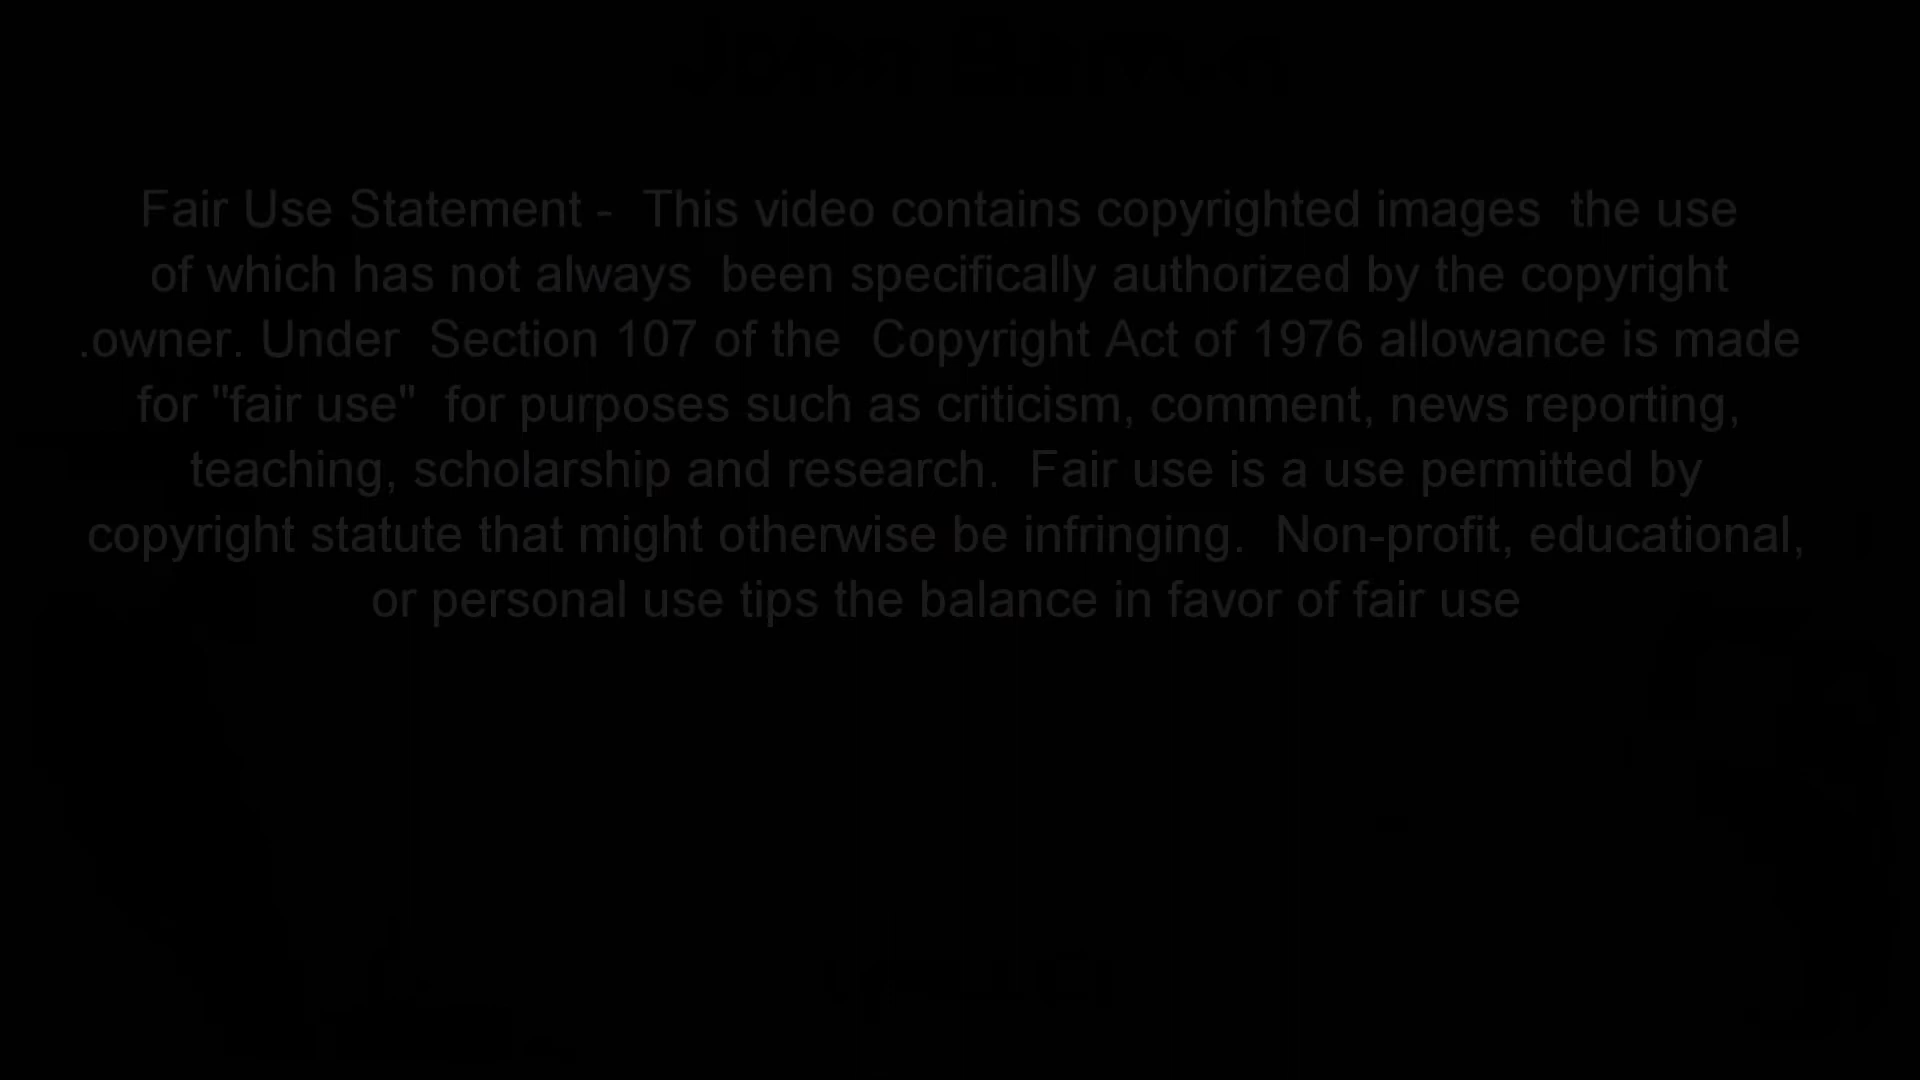 Fair Use Statement -  This video contains copyrighted images  the use
of which has not always  been specifically authorized by the copyright
.owner. Under  Section 107 of the  Copyright Act of 1976 allowance is made
for "fair use"  for purposes such as criticism, comment, news reporting,
teaching, scholarship and research.  Fair use is a use permitted by
copyright statute that might otherwise be infringing.  Non-profit, educational,
or personal use tips the balance in favor of fair use